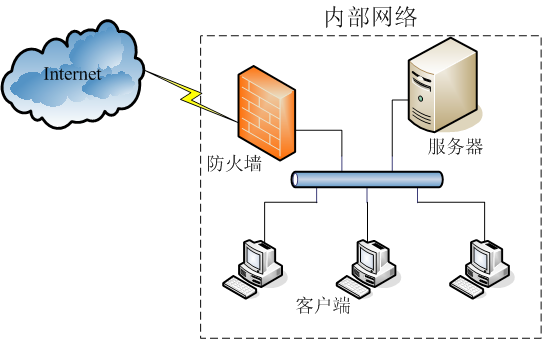 内部网络
Internet
服务器
防火墙
客户端